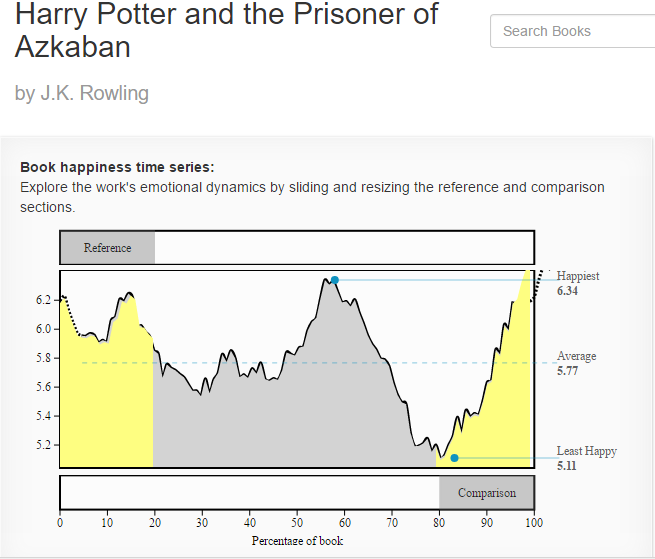 Harry Potter and the Prisoner of
Azkaban
Search Books
by J.K. Rowling
Book happiness time series:
Explore the work's emotional dynamics by sliding and resizing the reference and comparison
sections.
Reference
Happiest
6.34
6.2
6.0
5.8
Average
5.77
5.6
5.4
5.2
Least Happy
5.11
Comparison
0 10 20 30 40 50 60 70 80 90 100
Percentage of book